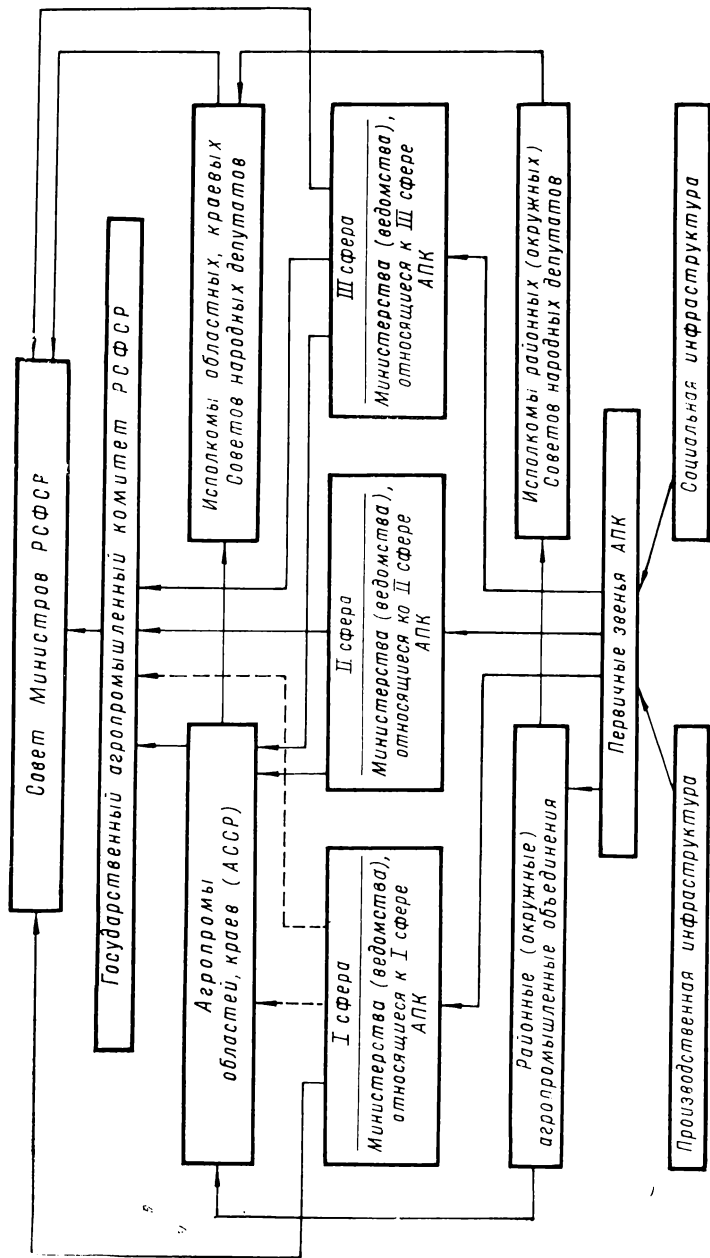 Совет Министров РСФСР
Государственный агропромышленный комитет РСФСР
Агропромы
областей, краев (АССР)
Исполкомы областных, краевых
Советов народных депутатов
I сфера
Министерства (ведомства),
относящиеся к I сфере
АПК
II сфера
Министерства (ведомства),
относящиеся ко II сфере
АПК
III сфера
Министерства (ведомства),
относящиеся к III сфере
АПК
Районные (окружные)
агропромышленные объединения
Исполкомы районных (окружных)
Советов народных депутатов
Первичные звенья АПК
Производственная инфраструктура
Социальная инфраструктура